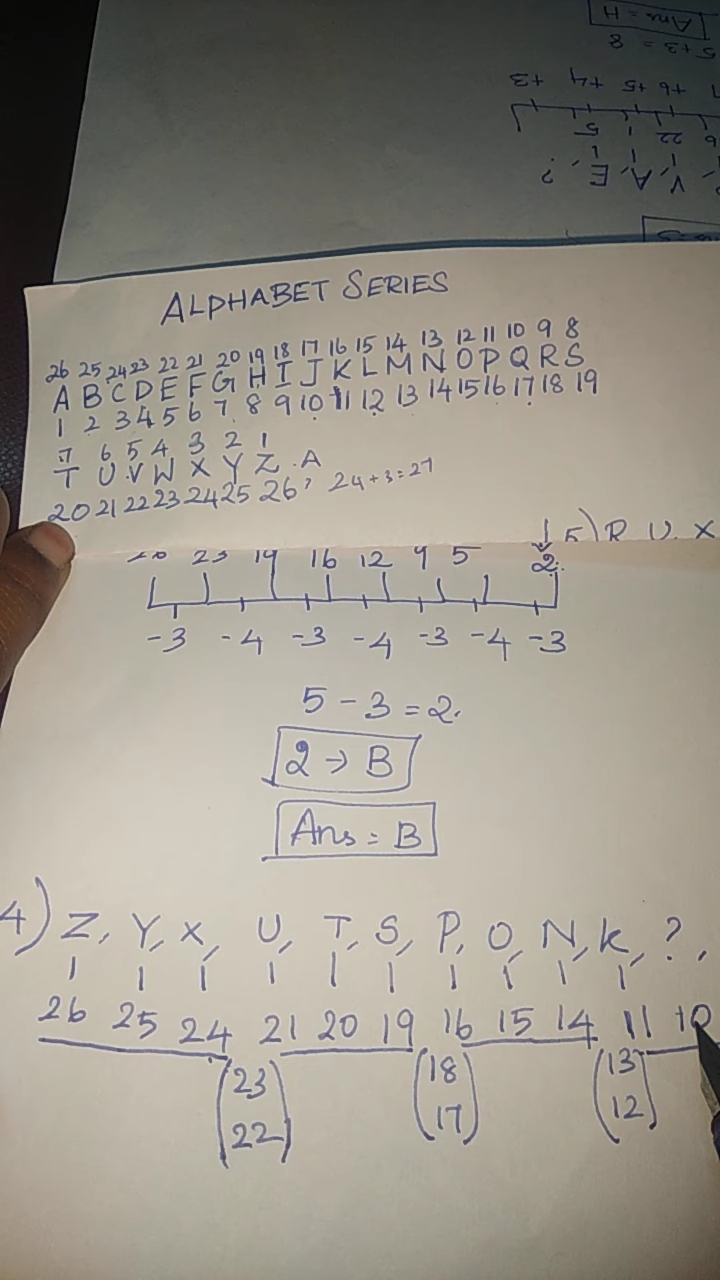 ALPHABET SERIES
26 25 24 23 22 21 20 19 18 17 16 15 14 13 12 11 10 9 8
A B C D E F G H I J K L M N O P Q R S
1 2 3 4 5 6 7 8 9 10 11 12 13 14 15 16 17 18 19
7 6 5 4 3 2 1
T U V W X Y Z A
20 21 22 23 24 25 26, 24+3=27
5) R U, X
23 19 16 12 9 5 2.
-3 -4 -3 -4 -3 -4 -3
5-3=2.
2 → B
Ans = B
4) Z, Y, X, U, T, S, P, O, N, K, ?,
26 25 24 21 20 19 16 15 14 11 10
23 18 13
22 17 12
V, A, E, ?
22 1 5
+6 +5 +4 +3
5+3 = 8
Ans = H